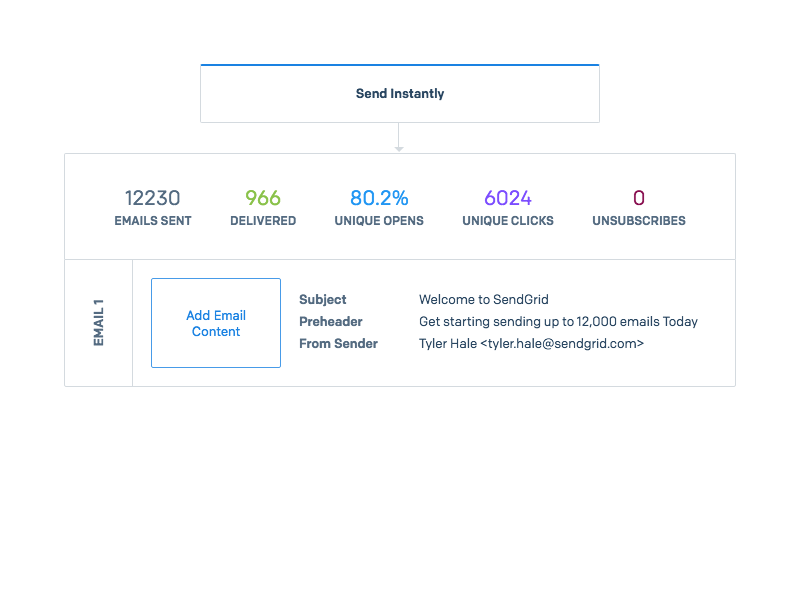 Send Instantly
12230 966 80.2% 6024 0
EMAILS SENT DELIVERED UNIQUE OPENS UNIQUE CLICKS UNSUBSCRIBES
EMAIL 1
Add Email
Content
Subject Welcome to SendGrid
Preheader Get starting sending up to 12,000 emails Today
From Sender Tyler Hale <tyler.hale@sendgrid.com>